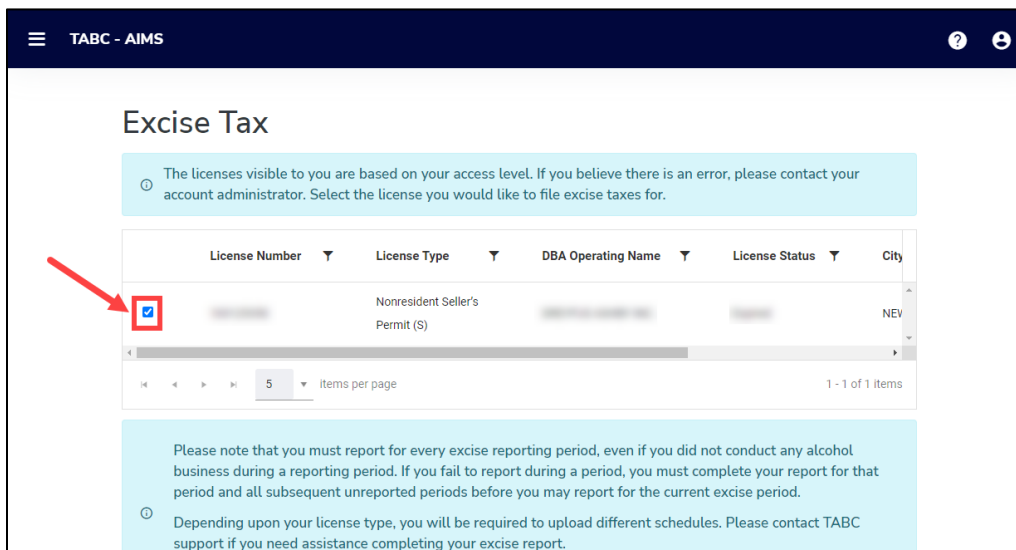 TABC - AIMS
Excise Tax
The licenses visible to you are based on your access level. If you believe there is an error, please contact your
account administrator. Select the license you would like to file excise taxes for.
License Number License Type DBA Operating Name License Status City
Nonresident Seller's
Permit (S)
NEW
5 items per page 1 - 1 of 1 items
Please note that you must report for every excise reporting period, even if you did not conduct any alcohol
business during a reporting period. If you fail to report during a period, you must complete your report for that
period and all subsequent unreported periods before you may report for the current excise period.
Depending upon your license type, you will be required to upload different schedules. Please contact TABC
support if you need assistance completing your excise report.